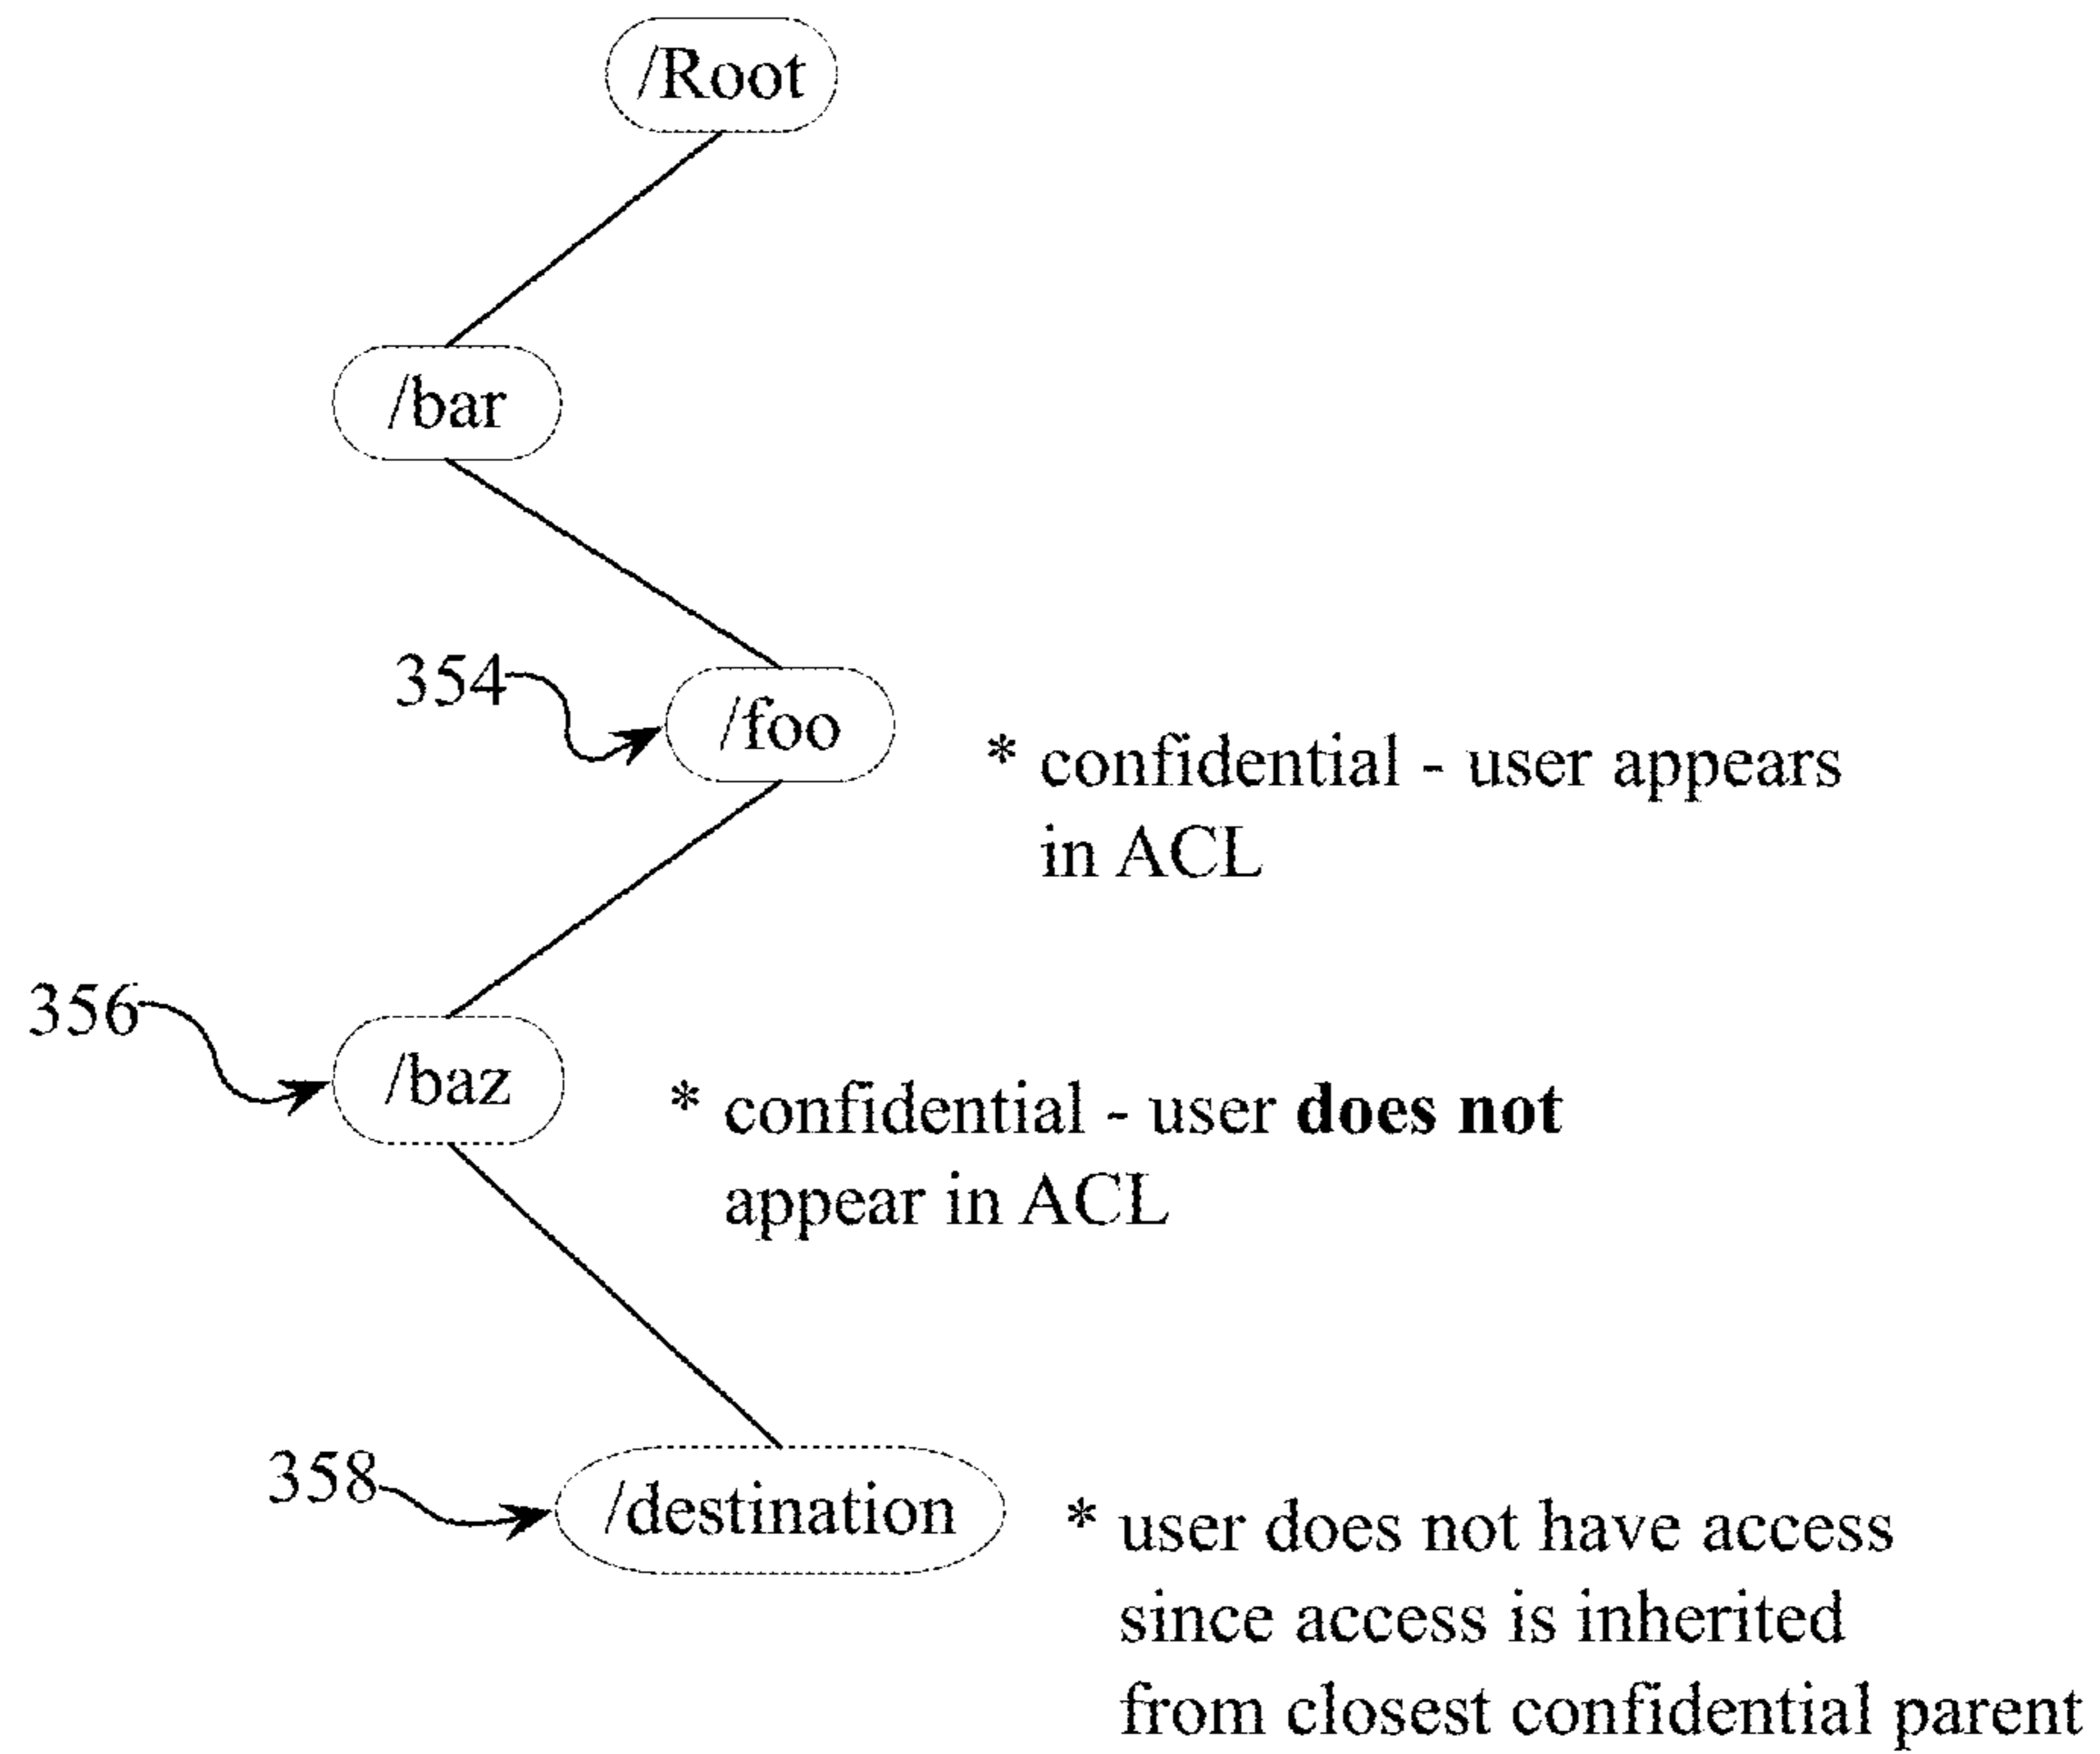 /Root
/bar
354
/foo
* confidential - user appears
in ACL
356
/baz
* confidential - user does not
appear in ACL
358
/destination
* user does not have access
since access is inherited
from closest confidential parent